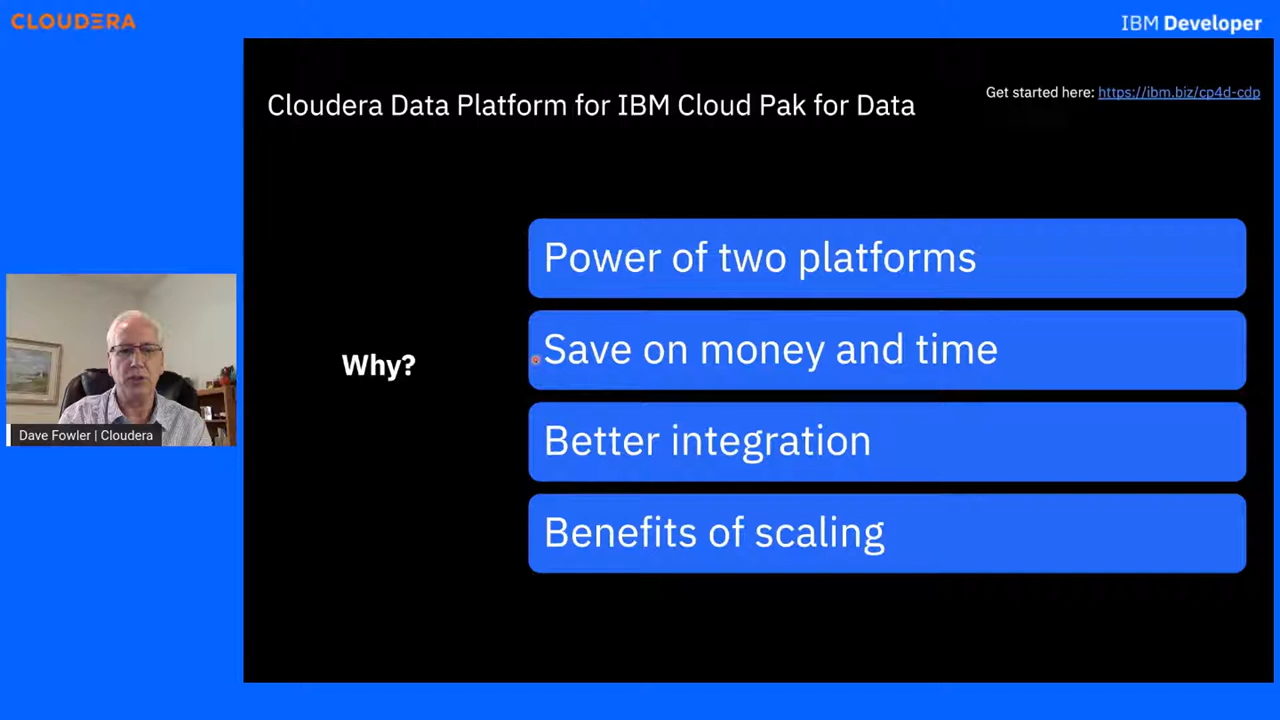 CLOUDERA
IBM Developer
Cloudera Data Platform for IBM Cloud Pak for Data
Get started here: https://ibm.biz/cp4d-cdp
Why?
Power of two platforms
Save on money and time
Better integration
Benefits of scaling
Dave Fowler | Cloudera